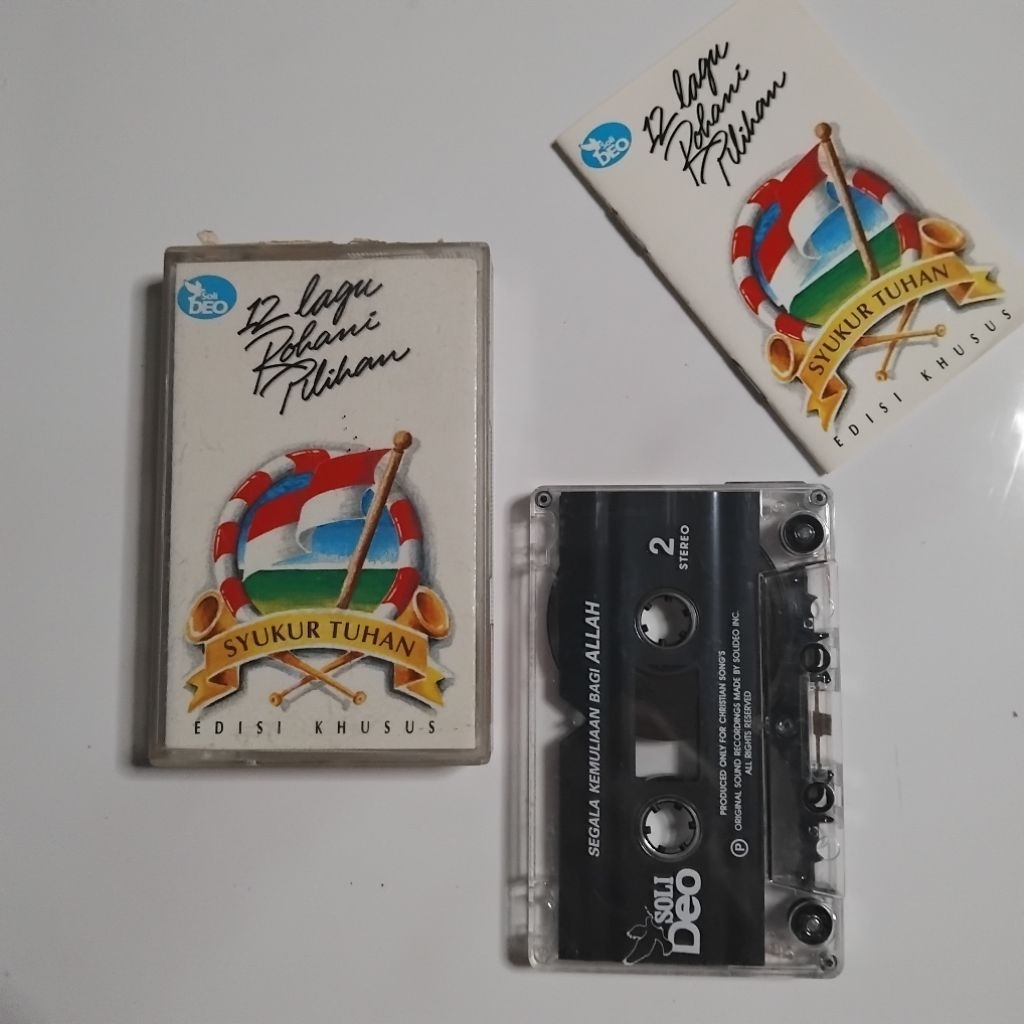 Soli
DEO
12 lagu
Rohani
Pilihan
SYUKUR TUHAN
EDISI KHUSUS
Soli
DEO
12 lagu
Rohani
Pilihan
SYUKUR TUHAN
EDISI KHUSUS
2
STEREO
SEGALA KEMULIAAN BAGI ALLAH
PRODUCED ONLY FOR CHRISTIAN SONG'S
Ⓟ ORIGINAL SOUND RECORDINGS MADE BY SOLIDEO INC.
ALL RIGHTS RESERVED
SOLI
Deo